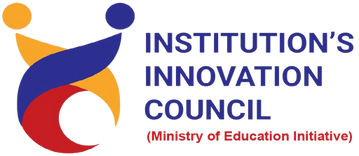 INSTITUTION'S
INNOVATION
COUNCIL
(Ministry of Education Initiative)